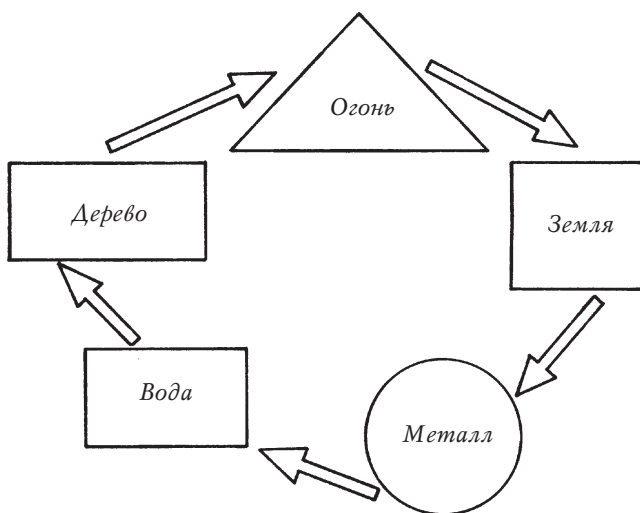 Огонь
Дерево
Земля
Вода
Металл